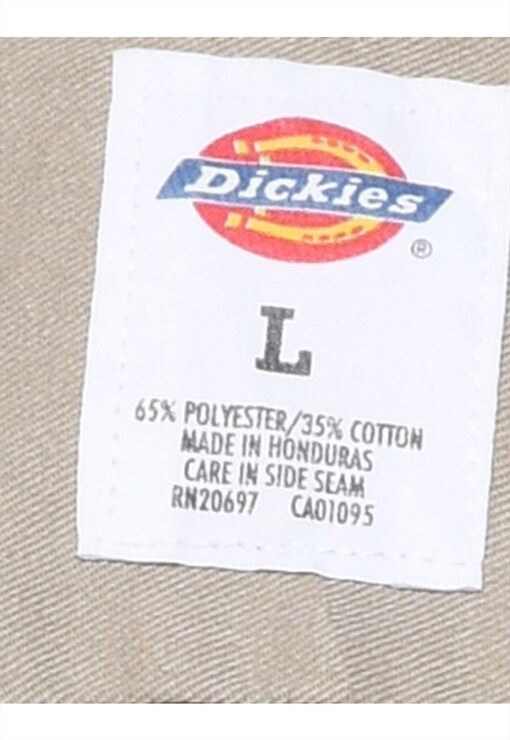 Dickies
®
L
65% POLYESTER/35% COTTON
MADE IN HONDURAS
CARE IN SIDE SEAM
RN20697 CA01095